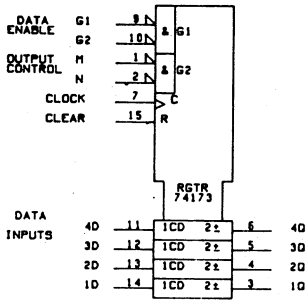 DATA ENABLE G1 9 & G1
G2 10
OUTPUT CONTROL M 1 & G2
N 2
CLOCK 7 C
CLEAR 15 R
RGTR
74173
DATA INPUTS
4D 11 1CD 2± 6 4Q
3D 12 1CD 2± 5 3Q
2D 13 1CD 2± 4 2Q
1D 14 1CD 2± 3 1Q